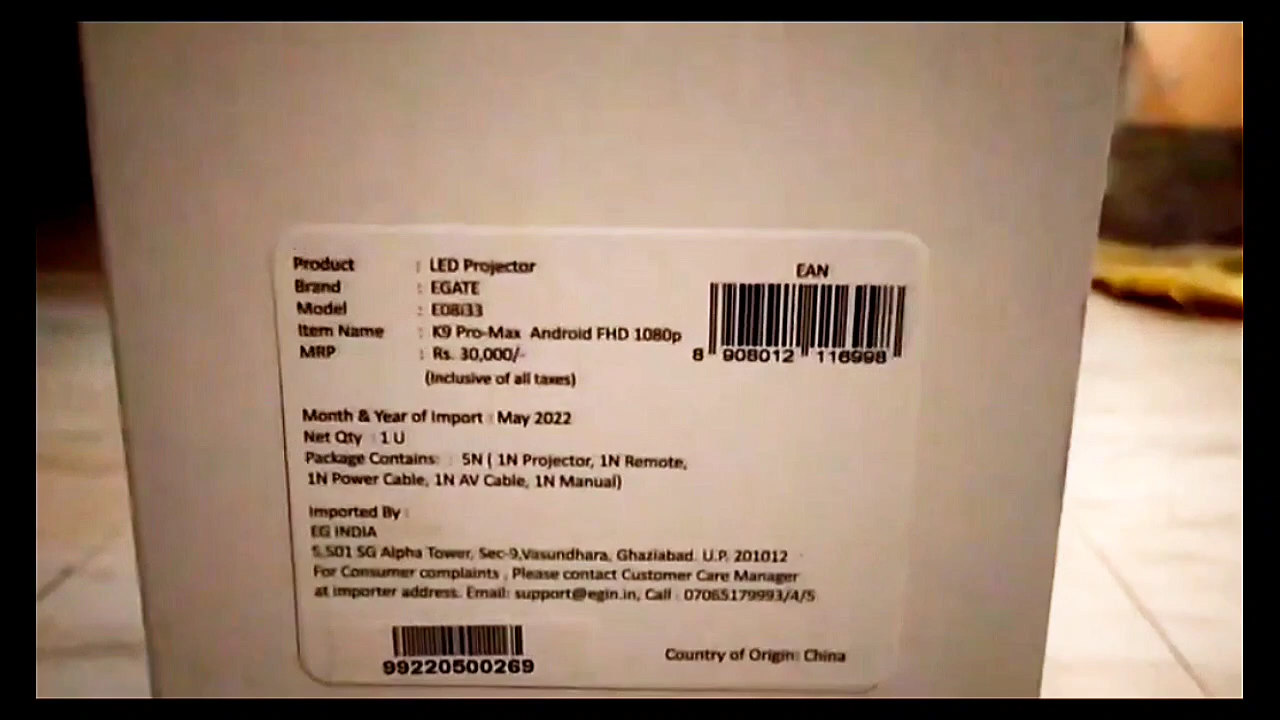 Product : LED Projector
Brand : EGATE
Model : E08i33
Item Name : K9 Pro-Max Android FHD 1080p
MRP : Rs. 30,000/-
(Inclusive of all taxes)
EAN
8 908012 116998
Month & Year of Import : May 2022
Net Qty : 1 U
Package Contains : 5N ( 1N Projector, 1N Remote,
1N Power Cable, 1N AV Cable, 1N Manual)
Imported By :
EG INDIA
S.501 SG Alpha Tower, Sec-9,Vasundhara, Ghaziabad. U.P. 201012
For Consumer complaints , Please contact Customer Care Manager
at importer address. Email: support@egin.in, Call : 07065179993/4/5
99220500269
Country of Origin: China